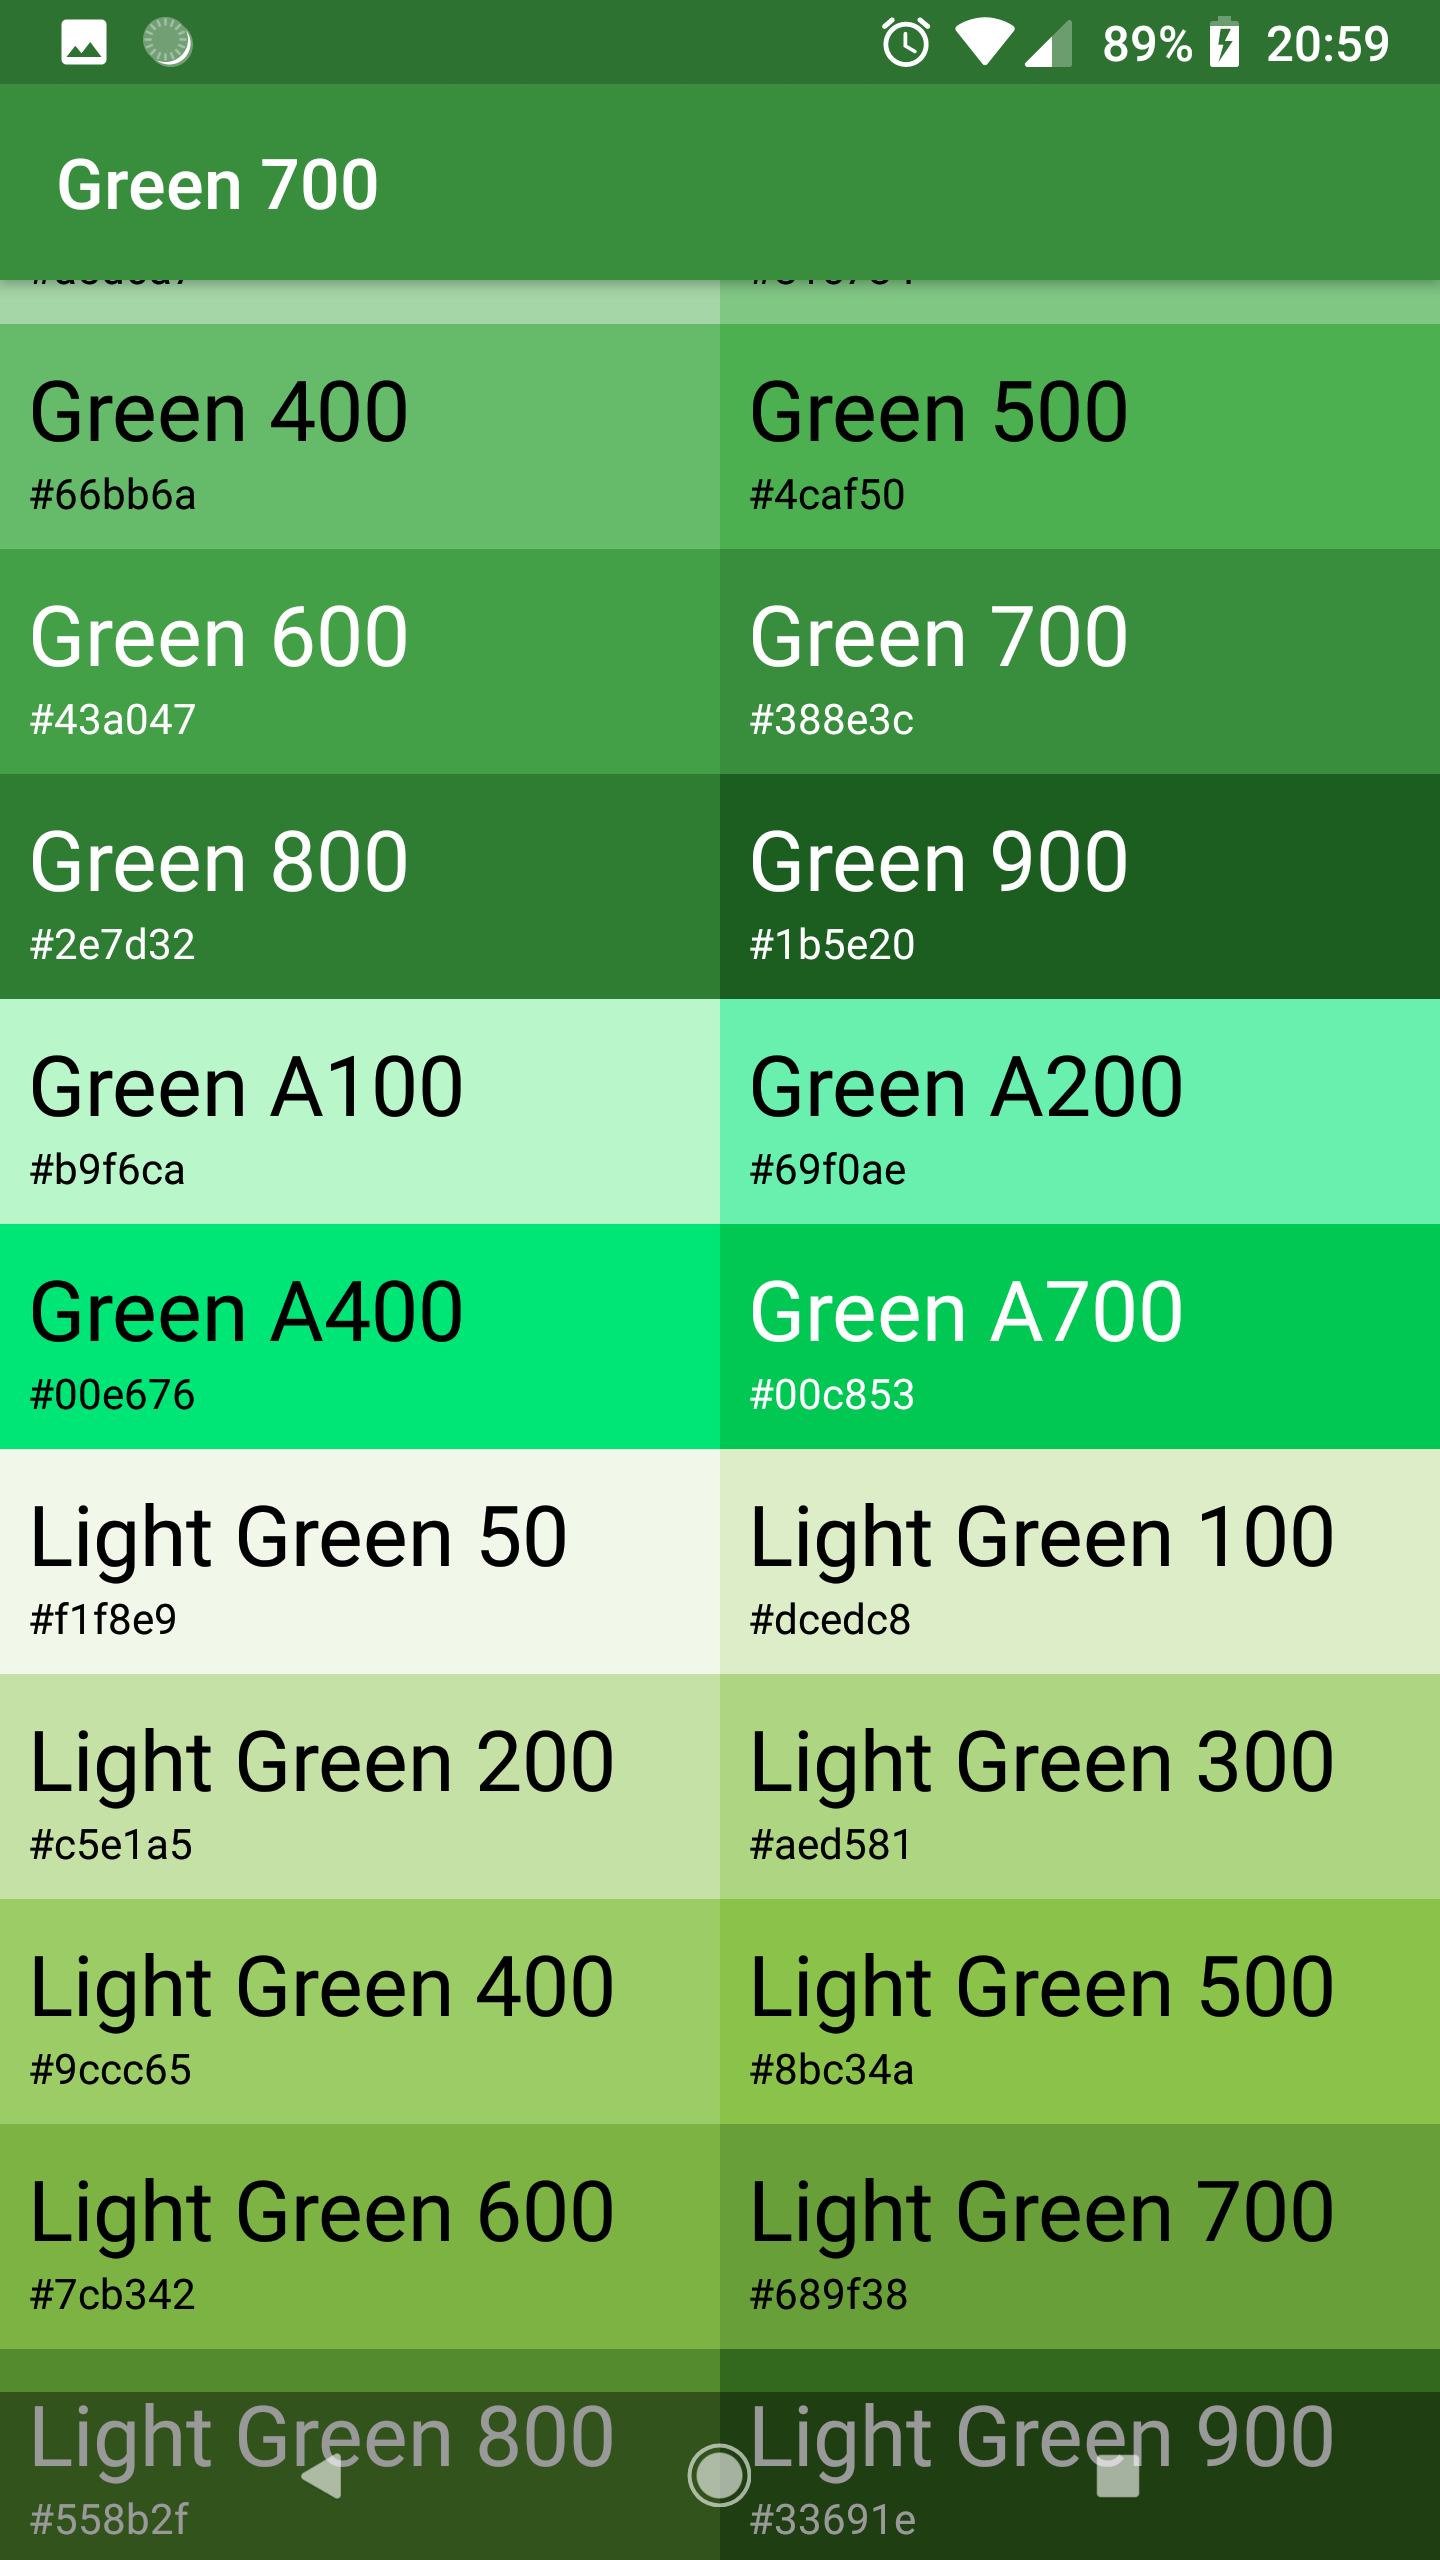 89% 20:59
Green 700
Green 400
#66bb6a
Green 500
#4caf50
Green 600
#43a047
Green 700
#388e3c
Green 800
#2e7d32
Green 900
#1b5e20
Green A100
#b9f6ca
Green A200
#69f0ae
Green A400
#00e676
Green A700
#00c853
Light Green 50
#f1f8e9
Light Green 100
#dcedc8
Light Green 200
#c5e1a5
Light Green 300
#aed581
Light Green 400
#9ccc65
Light Green 500
#8bc34a
Light Green 600
#7cb342
Light Green 700
#689f38
Light Green 800
#558b2f
Light Green 900
#33691e